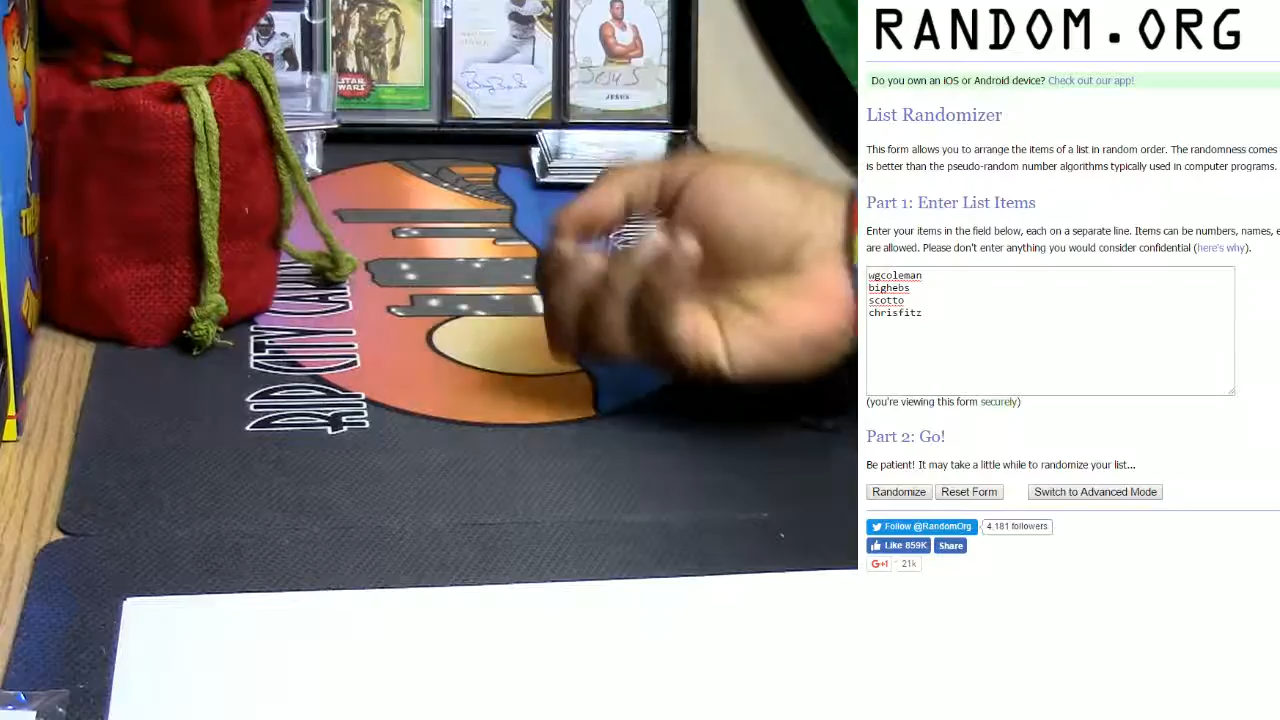 RANDOM.ORG
Do you own an iOS or Android device? Check out our app!
List Randomizer
This form allows you to arrange the items of a list in random order. The randomness comes
is better than the pseudo-random number algorithms typically used in computer programs.
Part 1: Enter List Items
Enter your items in the field below, each on a separate line. Items can be numbers, names, e
are allowed. Please don't enter anything you would consider confidential (here's why).
wgcoleman
bighebs
scotto
chrisfitz
(you're viewing this form securely)
Part 2: Go!
Be patient! It may take a little while to randomize your list...
Randomize Reset Form Switch to Advanced Mode
Follow @RandomOrg 4,181 followers
Like 859K Share
G+1 21k
STAR
WARS
JESUS
RIP CITY